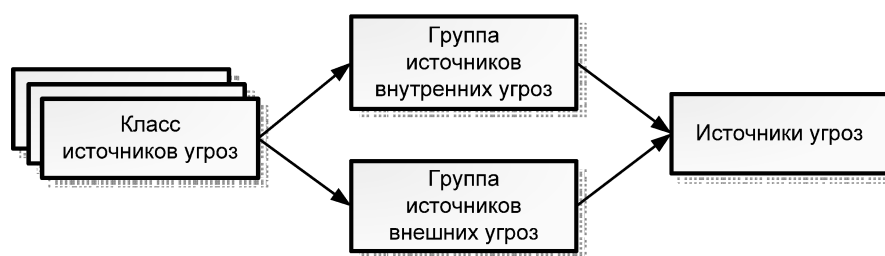 Класс
источников угроз
Группа
источников
внутренних угроз
Группа
источников
внешних угроз
Источники угроз